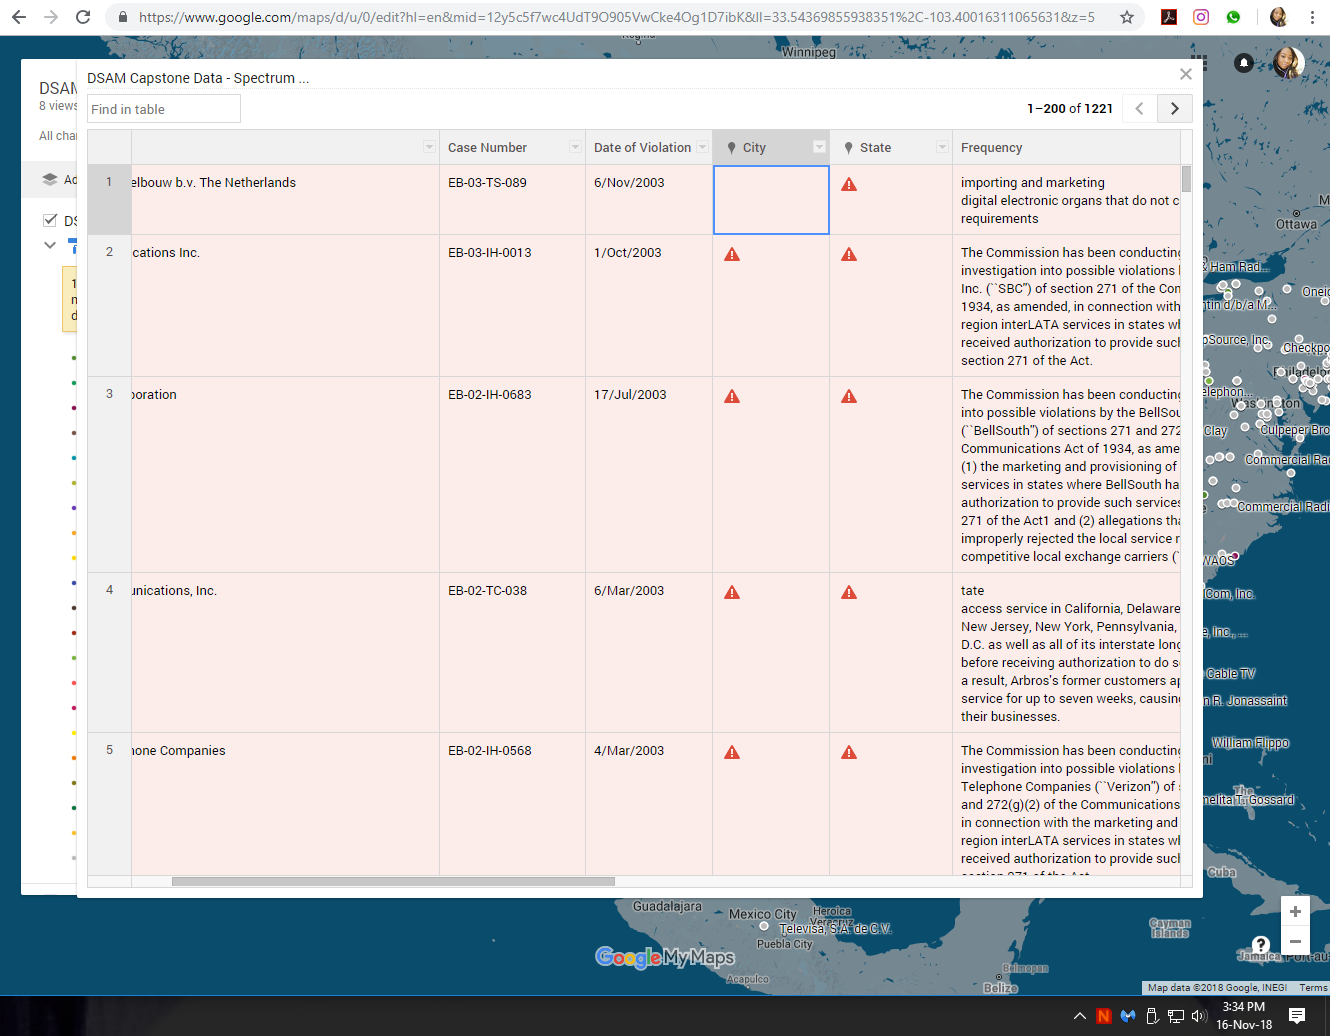 https://www.google.com/maps/d/u/0/edit?hl=en&mid=12y5c5f7wc4UdT9O905VwCke4Og1D7ibK&ll=33.54369855938351%2C-103.40016311065631&z=5
Winnipeg
DSAM
8 views
All cha
Ad
DS
DSAM Capstone Data - Spectrum ...
Find in table
1–200 of 1221
Case Number
Date of Violation
City
State
Frequency
1
elbouw b.v. The Netherlands
EB-03-TS-089
6/Nov/2003
importing and marketing
digital electronic organs that do not c
requirements
2
cations Inc.
EB-03-IH-0013
1/Oct/2003
The Commission has been conducting
investigation into possible violations
Inc. (``SBC'') of section 271 of the Con
1934, as amended, in connection with
region interLATA services in states wh
received authorization to provide such
section 271 of the Act.
3
poration
EB-02-IH-0683
17/Jul/2003
The Commission has been conducting
into possible violations by the BellSou
(``BellSouth'') of sections 271 and 272
Communications Act of 1934, as ame
(1) the marketing and provisioning of
services in states where BellSouth ha
authorization to provide such services
271 of the Act1 and (2) allegations tha
improperly rejected the local service r
competitive local exchange carriers (
4
unications, Inc.
EB-02-TC-038
6/Mar/2003
tate
access service in California, Delaware
New Jersey, New York, Pennsylvania,
D.C. as well as all of its interstate long
before receiving authorization to do s
a result, Arbros's former customers ap
service for up to seven weeks, causing
their businesses.
5
hone Companies
EB-02-IH-0568
4/Mar/2003
The Commission has been conducting
investigation into possible violations
Telephone Companies (``Verizon'') of s
and 272(g)(2) of the Communications
in connection with the marketing and
region interLATA services in states wh
received authorization to provide such
section 271 of the Act.
Ottawa
& Ham Rad...
Oneid
tin d/b/a M...
pSource, Inc.
Checkpo
Philadelp
elephon...
Washington
Clay
Culpeper Bro
Commercial Ra
Commercial Radi
WAOS
Com, Inc.
e, Inc., ...
Cable TV
n R. Jonassaint
William Flippo
The
melita T. Gossard
Cuba
Guadalajara
Mexico City
Heroica
Veracruz
Televisa, S.A. de C.V.
Puebla City
Cayman
Islands
Google My Maps
Acapulco
Belmopan
Belize
Jamaica
Port-au-
Map data ©2018 Google, INEGI
Terms
3:34 PM
16-Nov-18